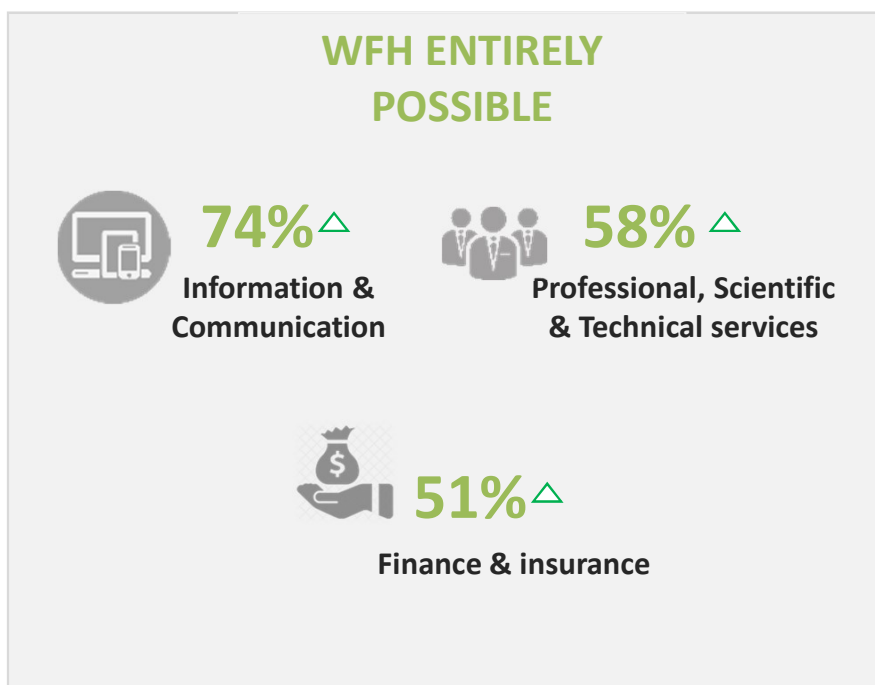 WFH ENTIRELY
POSSIBLE
74%
58%
Information &
Communication
Professional, Scientific
& Technical services
$
51%
Finance & insurance